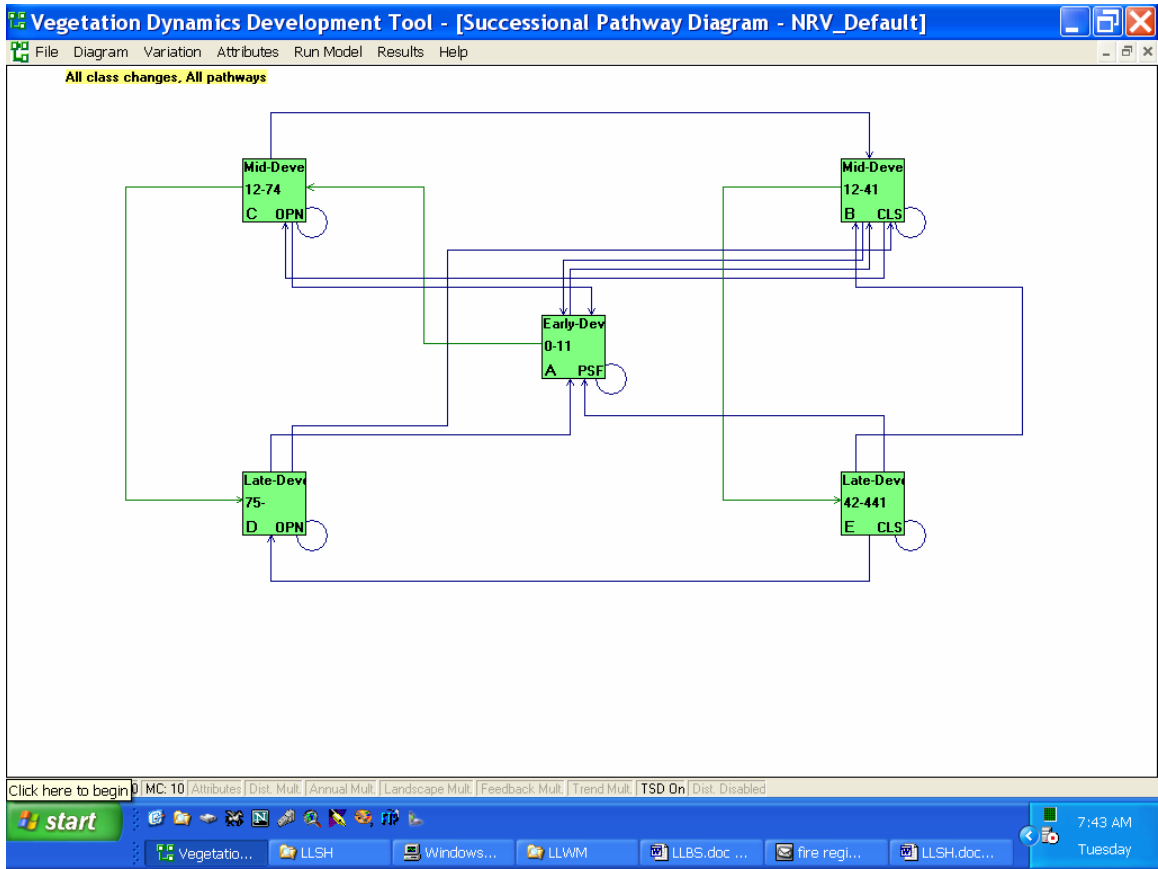 Vegetation Dynamics Development Tool - [Successional Pathway Diagram - NRV_Default]
File Diagram Variation Attributes Run Model Results Help
All class changes, All pathways
Mid-Deve
12-74
C OPN
Mid-Deve
12-41
B CLS
Early-Dev
0-11
A PSF
Late-Deve
75-
D OPN
Late-Deve
42-441
E CLS
Click here to begin 0 MC: 10 Attributes Dist. Mult. Annual Mult. Landscape Mult. Feedback Mult. Trend Mult. TSD On Dist. Disabled
start
7:43 AM
Vegetatio... LLSH Windows... LLWM LLBS.doc ... fire regi... LLSH.doc...
Tuesday